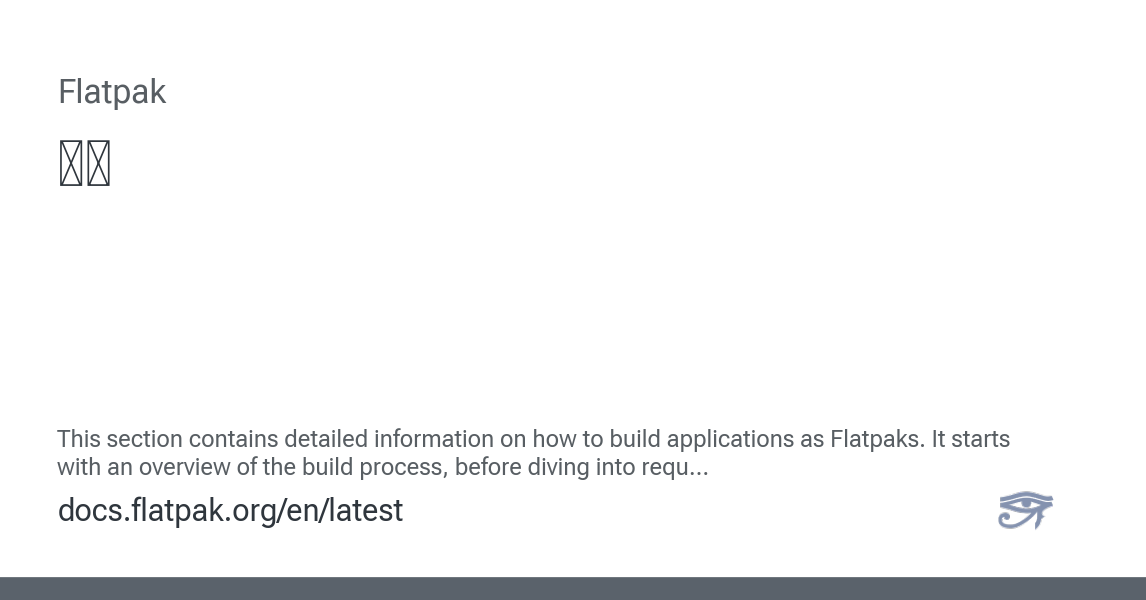 Flatpak
This section contains detailed information on how to build applications as Flatpaks. It starts
with an overview of the build process, before diving into requ...
docs.flatpak.org/en/latest